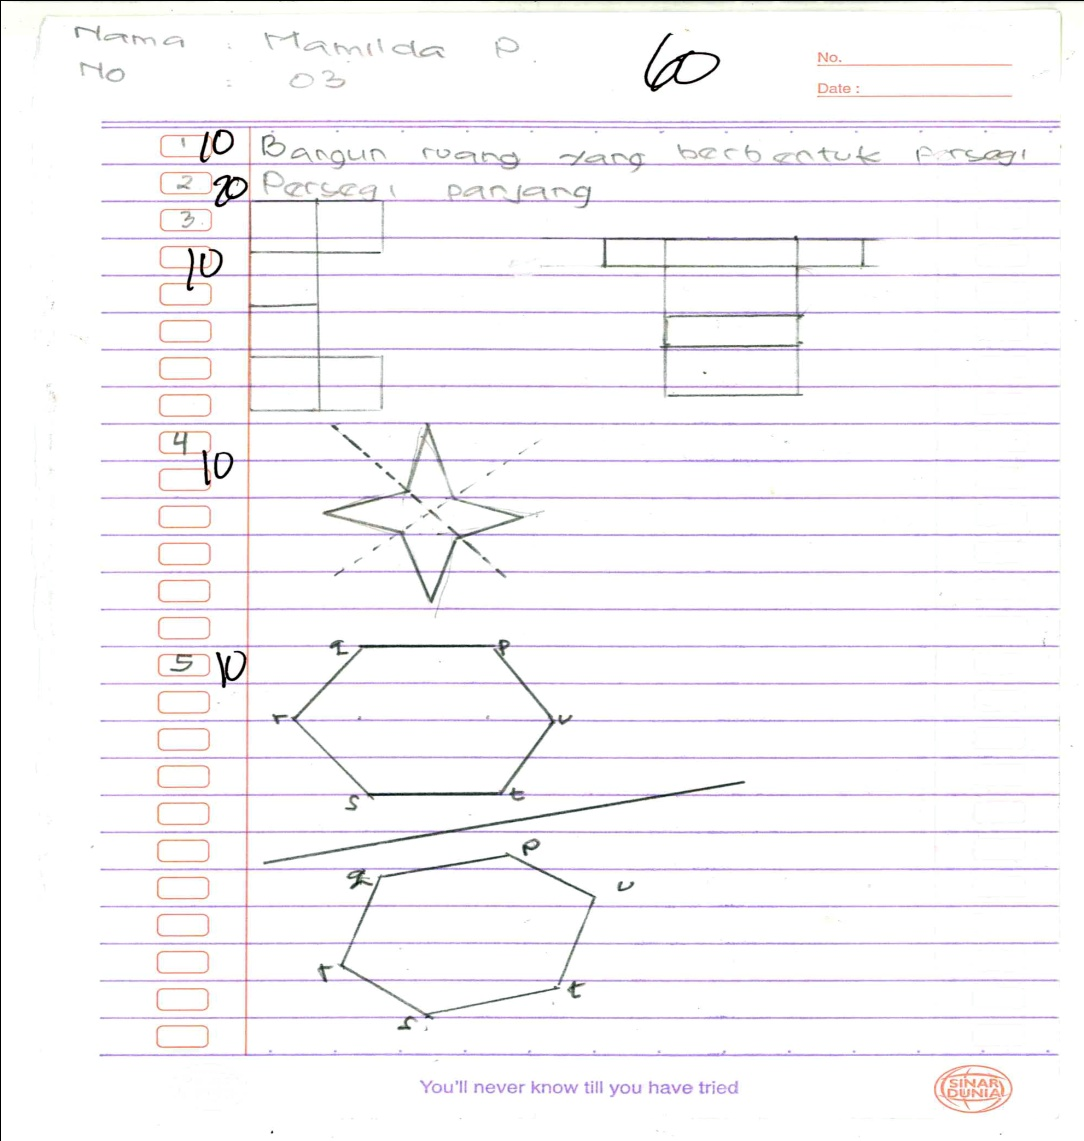 Nama : Mamilda P.
No : 03
60
No.
Date :
1 10 Bangun ruang yang berbentuk persegi
2 20 Persegi panjang
3.
10
4
10
5 10
q p
r u
s t
p
q u
r
t
s
You'll never know till you have tried
SINAR
DUNIA